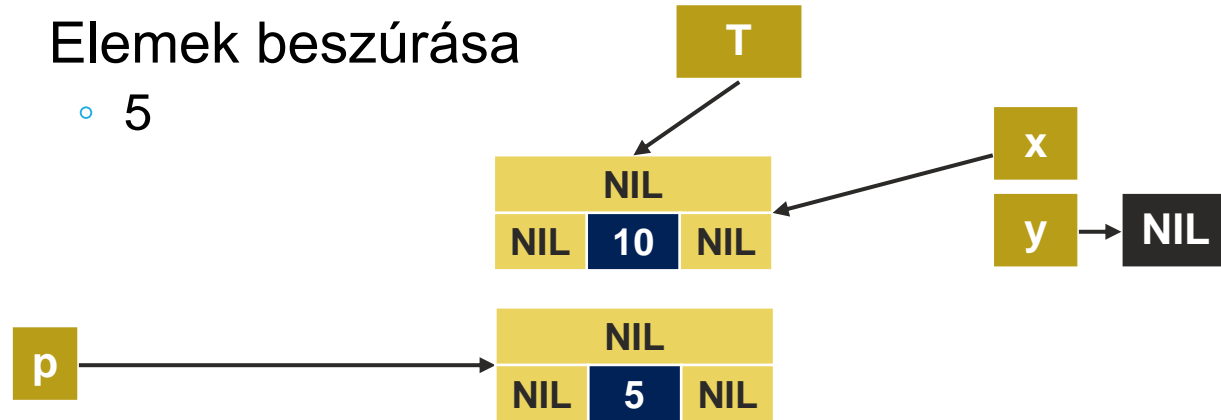 Elemek beszúrása
◦ 5
T
x
NIL
NIL 10 NIL
y NIL
NIL
p
NIL 5 NIL